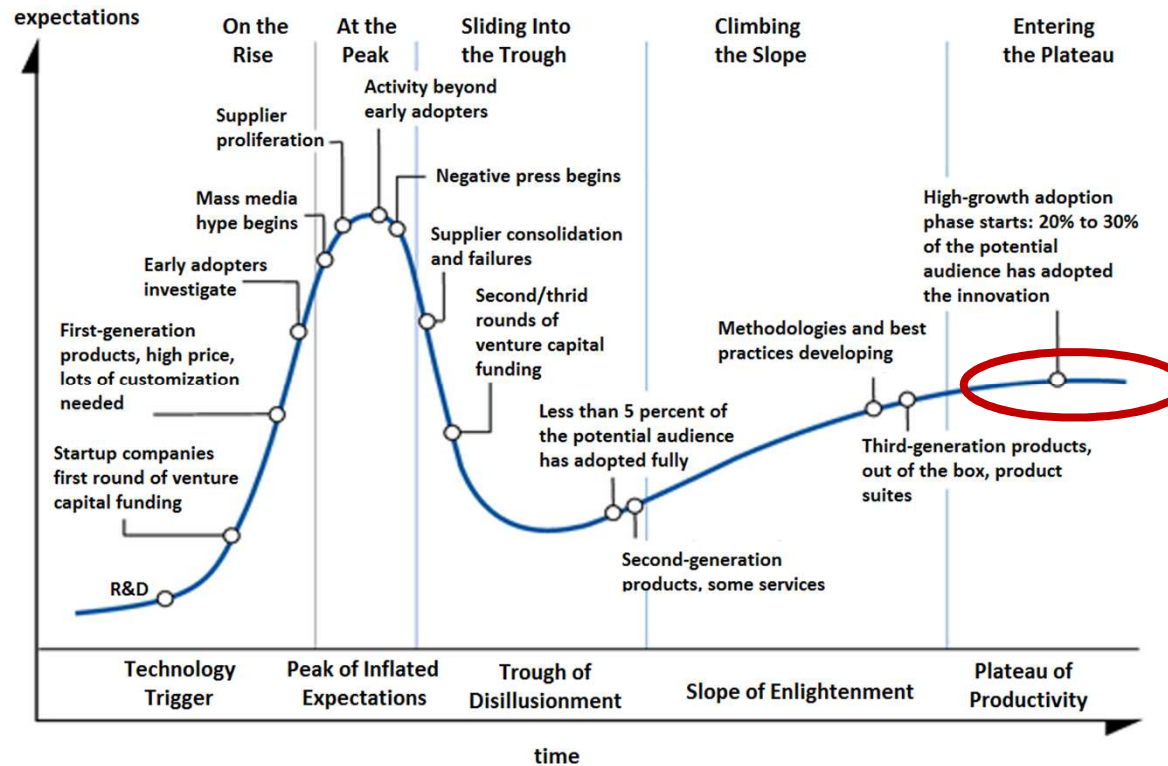 expectations
On the
Rise
At the
Peak
Sliding Into
the Trough
Climbing
the Slope
Entering
the Plateau
Activity beyond
early adopters
Supplier
proliferation
Negative press begins
Mass media
hype begins
High-growth adoption
phase starts: 20% to 30%
of the potential
audience has adopted
the innovation
Supplier consolidation
and failures
Early adopters
investigate
Second/thrid
rounds of
venture capital
funding
First-generation
products, high price,
lots of customization
needed
Methodologies and best
practices developing
Less than 5 percent of
the potential audience
has adopted fully
Third-generation products,
out of the box, product
suites
Startup companies
first round of venture
capital funding
Second-generation
products, some services
R&D
Technology
Trigger
Peak of Inflated
Expectations
Trough of
Disillusionment
Slope of Enlightenment
Plateau of
Productivity
time